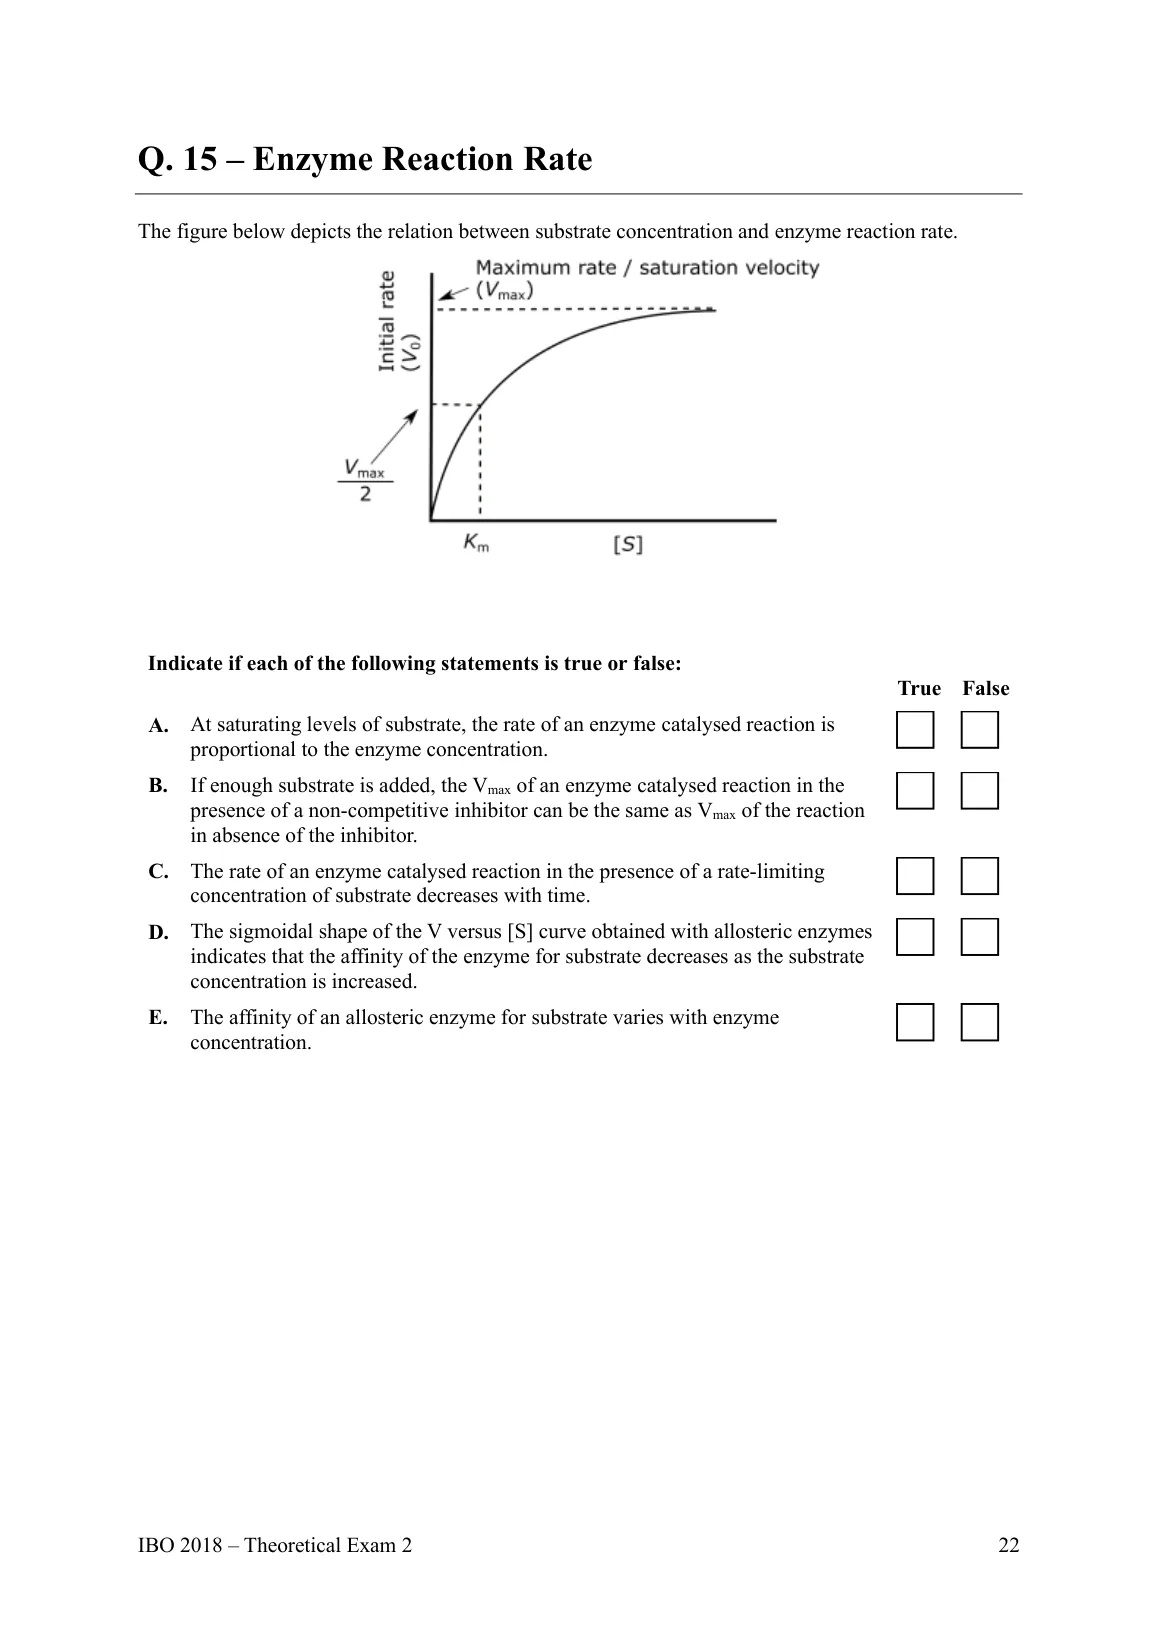 Q. 15 – Enzyme Reaction Rate
The figure below depicts the relation between substrate concentration and enzyme reaction rate.
Maximum rate / saturation velocity
(Vmax)
Initial rate
(V0)
Vmax
2
Km
[S]
Indicate if each of the following statements is true or false:
True False
A. At saturating levels of substrate, the rate of an enzyme catalysed reaction is
proportional to the enzyme concentration.
B. If enough substrate is added, the Vmax of an enzyme catalysed reaction in the
presence of a non-competitive inhibitor can be the same as Vmax of the reaction
in absence of the inhibitor.
C. The rate of an enzyme catalysed reaction in the presence of a rate-limiting
concentration of substrate decreases with time.
D. The sigmoidal shape of the V versus [S] curve obtained with allosteric enzymes
indicates that the affinity of the enzyme for substrate decreases as the substrate
concentration is increased.
E. The affinity of an allosteric enzyme for substrate varies with enzyme
concentration.
IBO 2018 – Theoretical Exam 2 22